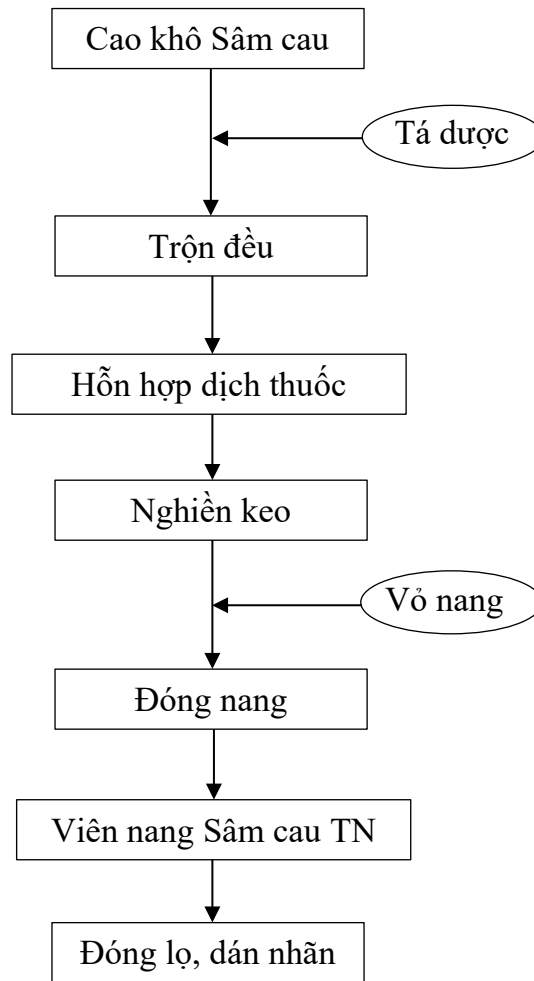 Cao khô Sâm cau
Tá dược
Trộn đều
Hỗn hợp dịch thuốc
Nghiền keo
Vỏ nang
Đóng nang
Viên nang Sâm cau TN
Đóng lọ, dán nhãn